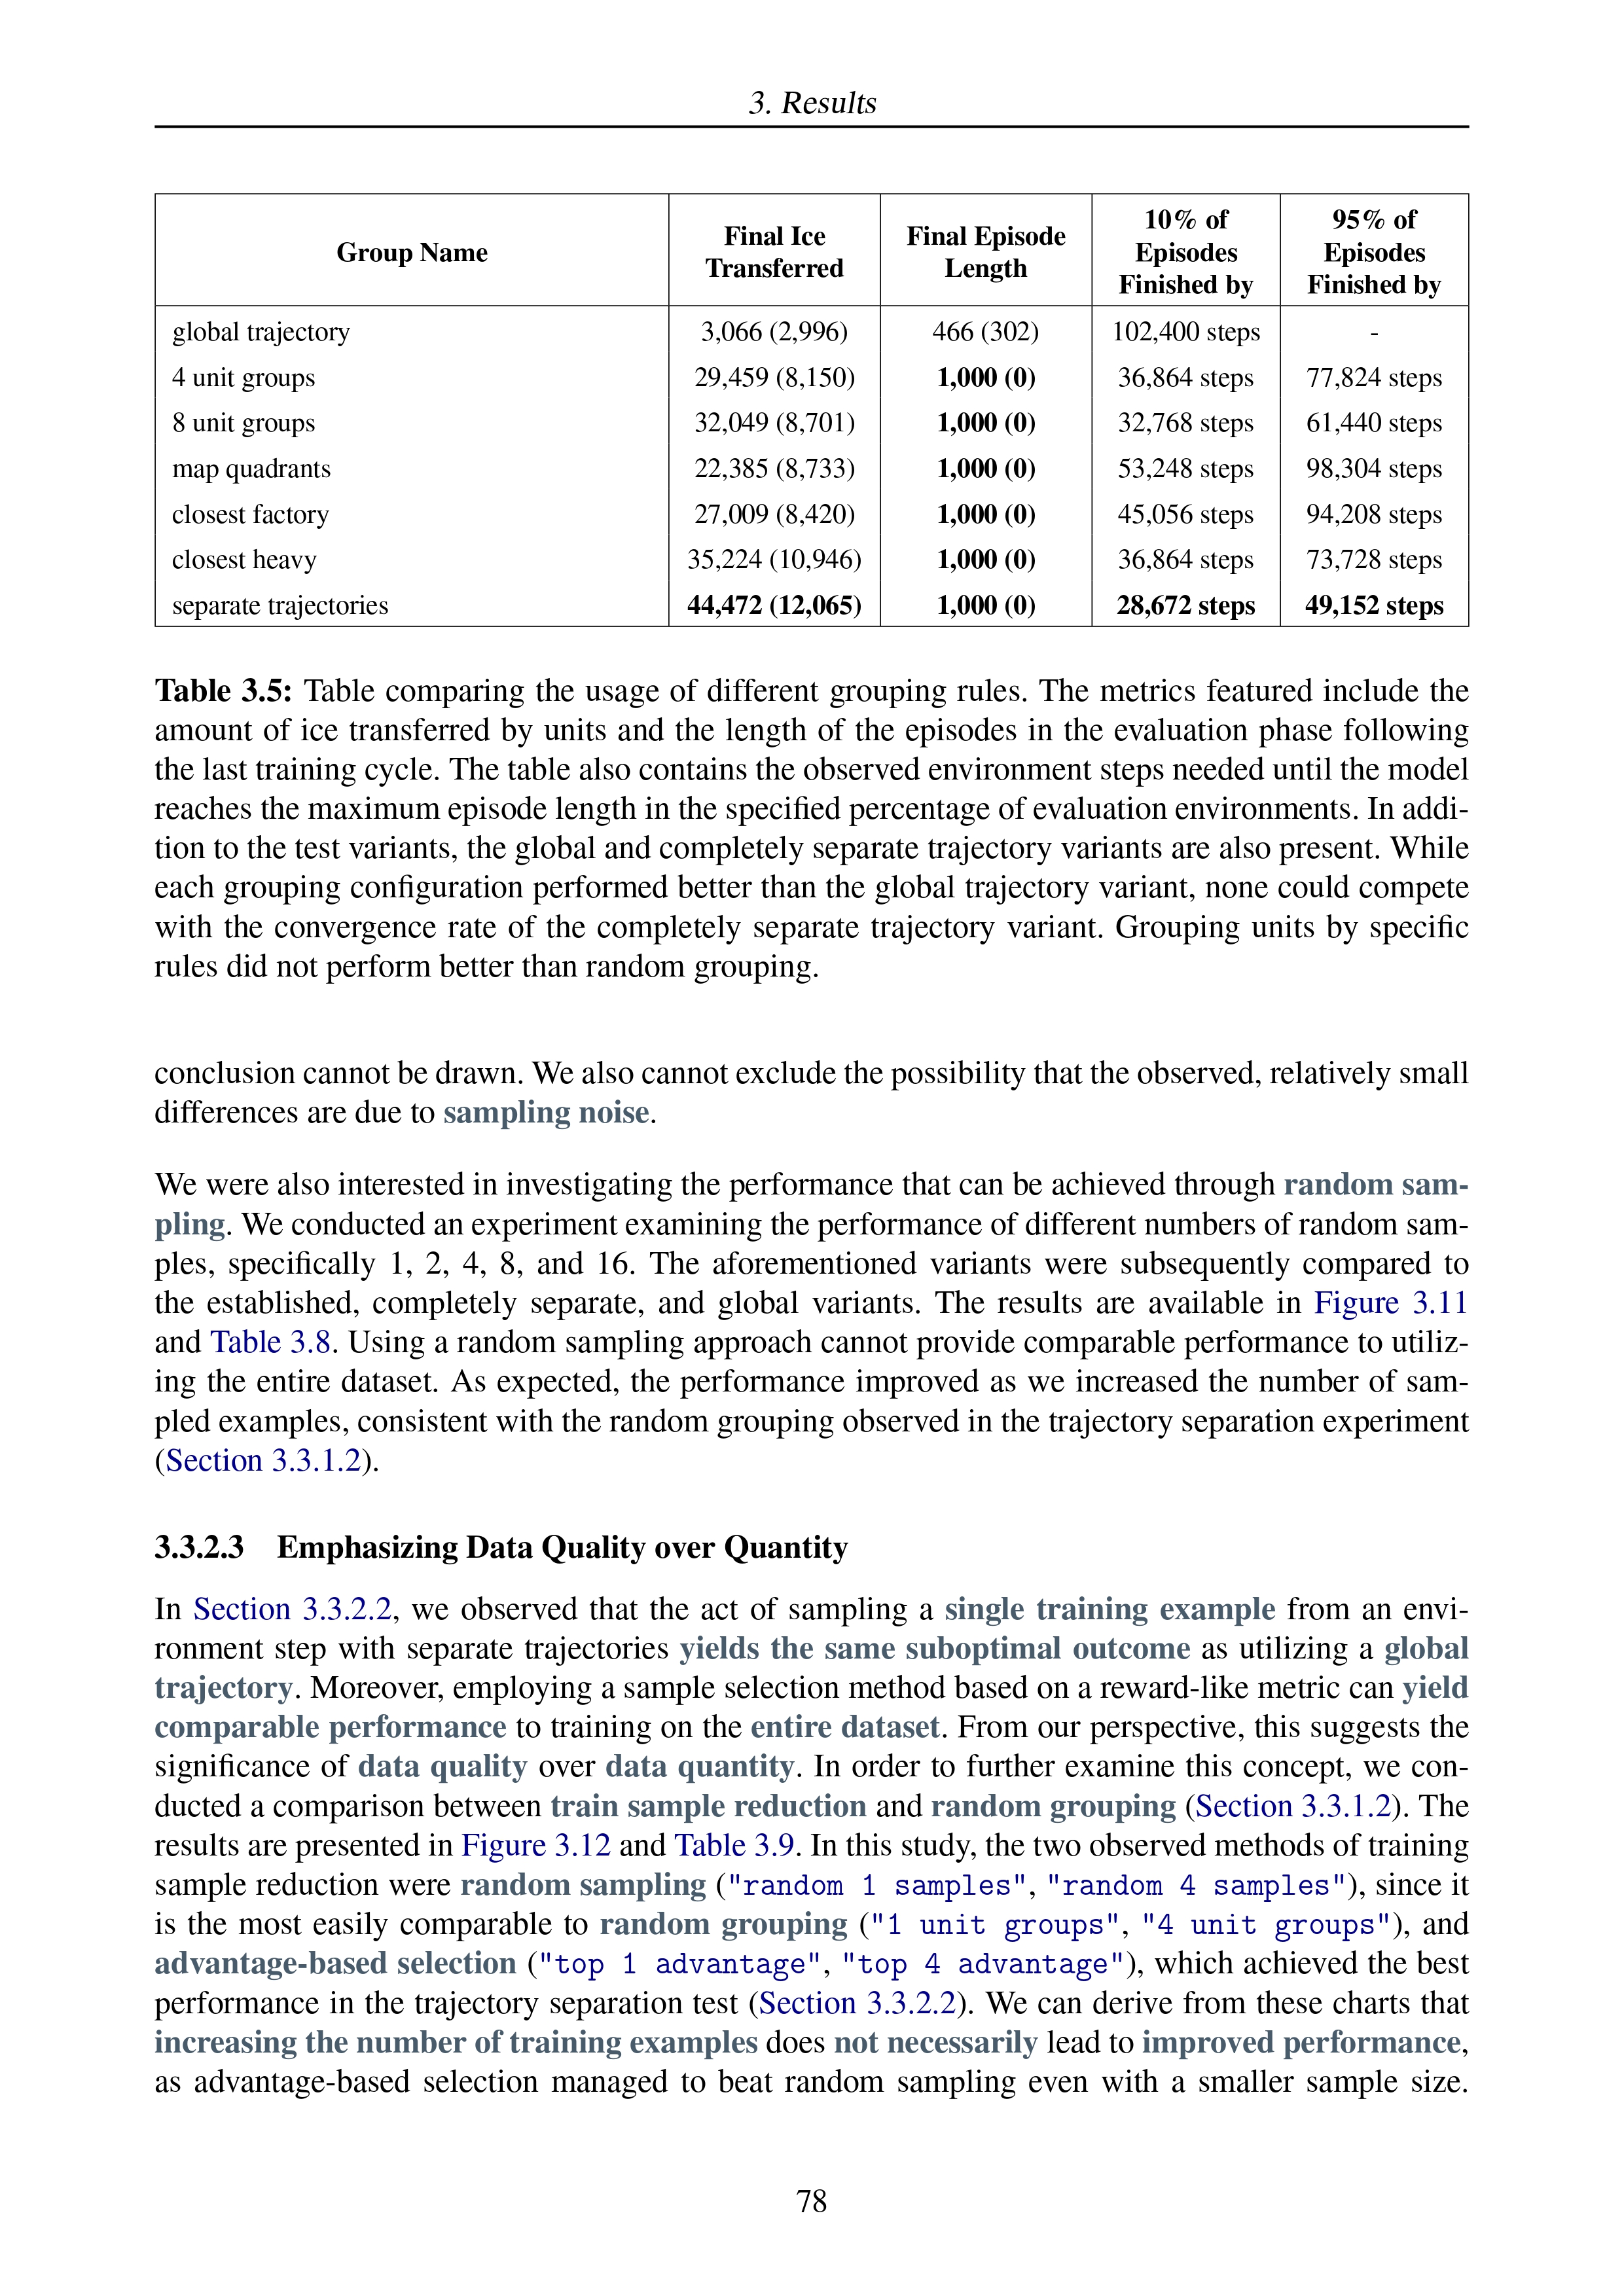 3. Results
Group Name
Final Ice
Transferred
Final Episode
Length
10% of
Episodes
Finished by
95% of
Episodes
Finished by
global trajectory 3,066 (2,996) 466 (302) 102,400 steps -
4 unit groups 29,459 (8,150) 1,000 (0) 36,864 steps 77,824 steps
8 unit groups 32,049 (8,701) 1,000 (0) 32,768 steps 61,440 steps
map quadrants 22,385 (8,733) 1,000 (0) 53,248 steps 98,304 steps
closest factory 27,009 (8,420) 1,000 (0) 45,056 steps 94,208 steps
closest heavy 35,224 (10,946) 1,000 (0) 36,864 steps 73,728 steps
separate trajectories 44,472 (12,065) 1,000 (0) 28,672 steps 49,152 steps
Table 3.5: Table comparing the usage of different grouping rules. The metrics featured include the
amount of ice transferred by units and the length of the episodes in the evaluation phase following
the last training cycle. The table also contains the observed environment steps needed until the model
reaches the maximum episode length in the specified percentage of evaluation environments. In addi-
tion to the test variants, the global and completely separate trajectory variants are also present. While
each grouping configuration performed better than the global trajectory variant, none could compete
with the convergence rate of the completely separate trajectory variant. Grouping units by specific
rules did not perform better than random grouping.
conclusion cannot be drawn. We also cannot exclude the possibility that the observed, relatively small
differences are due to sampling noise.
We were also interested in investigating the performance that can be achieved through random sam-
pling. We conducted an experiment examining the performance of different numbers of random sam-
ples, specifically 1, 2, 4, 8, and 16. The aforementioned variants were subsequently compared to
the established, completely separate, and global variants. The results are available in Figure 3.11
and Table 3.8. Using a random sampling approach cannot provide comparable performance to utiliz-
ing the entire dataset. As expected, the performance improved as we increased the number of sam-
pled examples, consistent with the random grouping observed in the trajectory separation experiment
(Section 3.3.1.2).
3.3.2.3 Emphasizing Data Quality over Quantity
In Section 3.3.2.2, we observed that the act of sampling a single training example from an envi-
ronment step with separate trajectories yields the same suboptimal outcome as utilizing a global
trajectory. Moreover, employing a sample selection method based on a reward-like metric can yield
comparable performance to training on the entire dataset. From our perspective, this suggests the
significance of data quality over data quantity. In order to further examine this concept, we con-
ducted a comparison between train sample reduction and random grouping (Section 3.3.1.2). The
results are presented in Figure 3.12 and Table 3.9. In this study, the two observed methods of training
sample reduction were random sampling ("random 1 samples", "random 4 samples"), since it
is the most easily comparable to random grouping ("1 unit groups", "4 unit groups"), and
advantage-based selection ("top 1 advantage", "top 4 advantage"), which achieved the best
performance in the trajectory separation test (Section 3.3.2.2). We can derive from these charts that
increasing the number of training examples does not necessarily lead to improved performance,
as advantage-based selection managed to beat random sampling even with a smaller sample size.
78